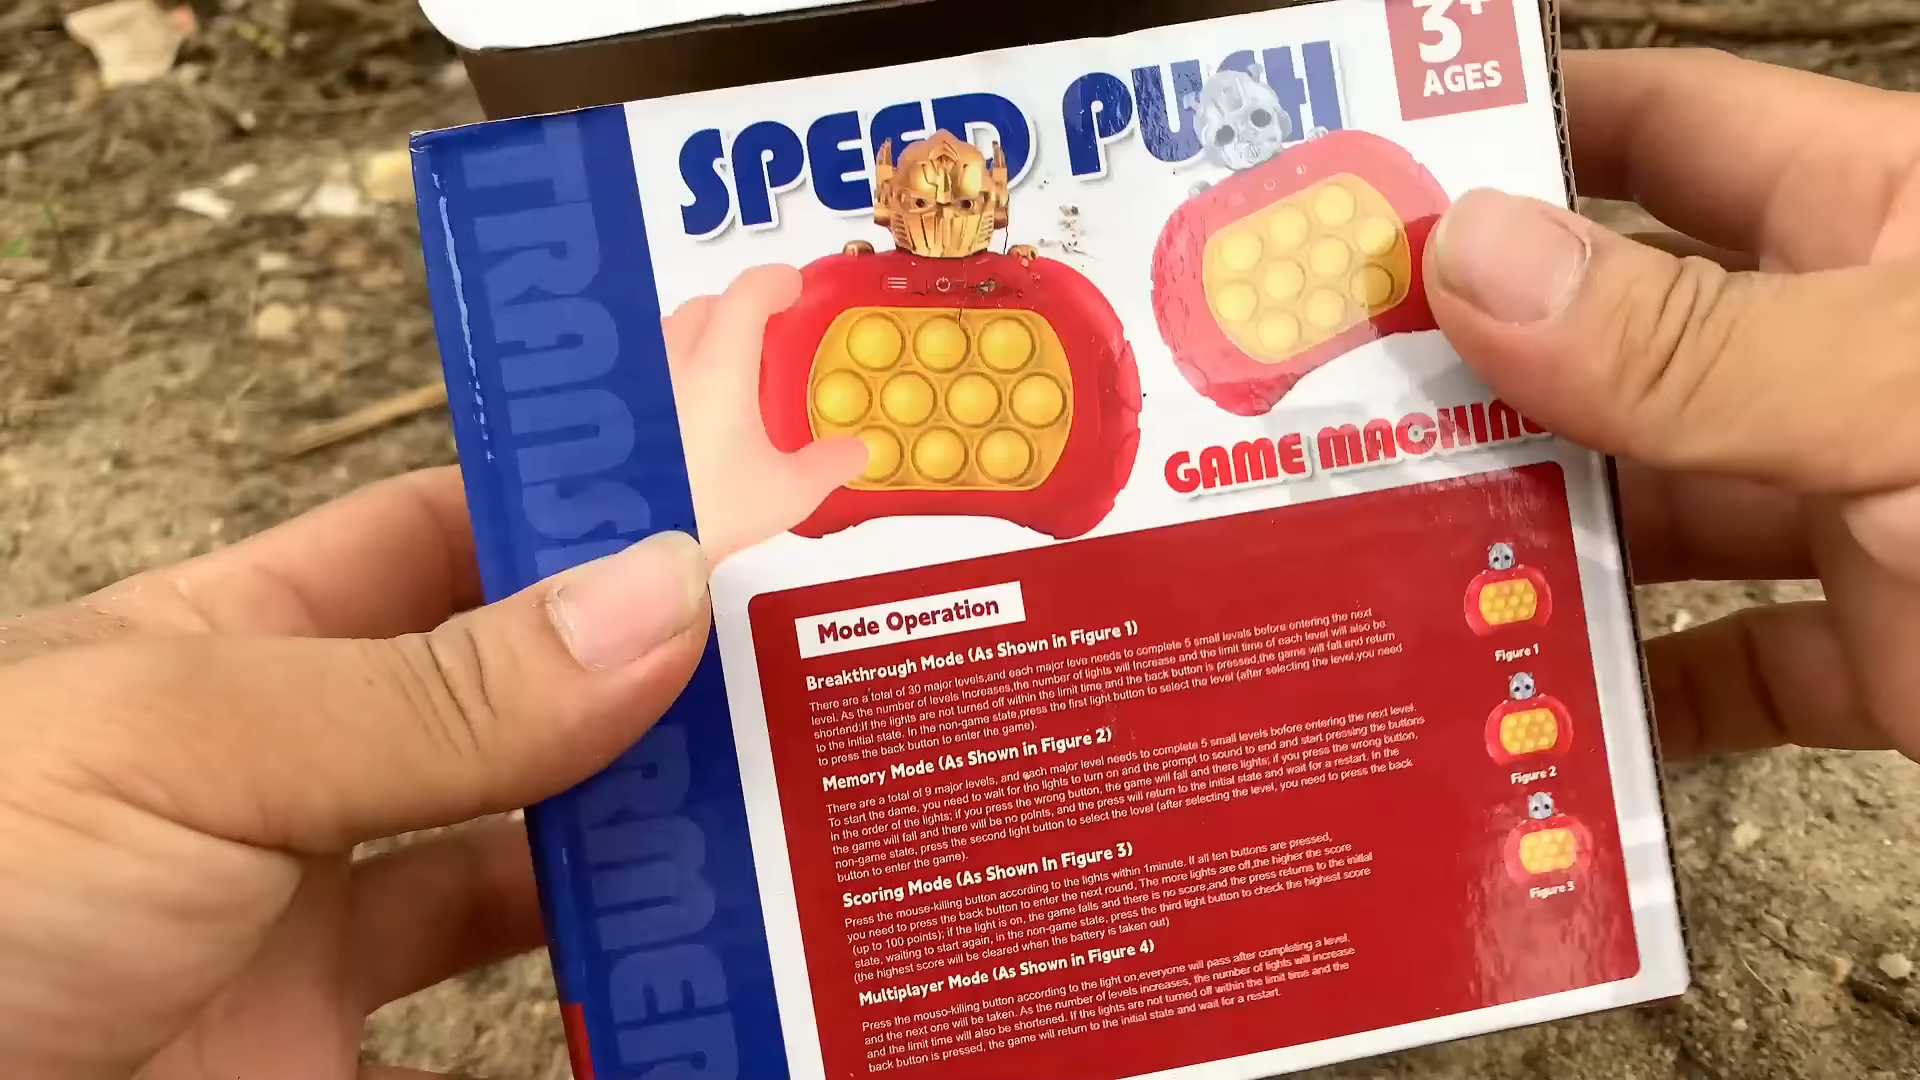 3+
AGES
SPEED PUSH
GAME MACHINE
Mode Operation
Breakthrough Mode (As Shown in Figure 1)
There are a total of 30 major levels,and each major leve needs to complete 5 small levals before entering the next
level. As the number of levels Increases,the number of lights will Increase and the limit time of each level will also be
shortend;If the lights are not turned off within the limit time and the back button is pressed,the game will fall and return
to the initial state. In the non-game state,press the first light button to select the level (after selecting the level,you need
to press the back button to enter the game).
Memory Mode (As Shown in Figure 2)
There are a total of 9 major levels, and each major level needs to complete 5 small levels before entering the next level.
To start the dame, you need to wait for tho lights to turn on and the prompt to sound to end and start pressing the buttons
In the order of the lights; if you press the wrong button, the game will fall and there lights; if you press the wrong button,
the game will fall and there will be no polnts, and the press will return to the initial state and wait for a restart. In the
non-game state, press the second light button to select the lovel (after selecting the level, you need to press the back
button to enter the game).
Scoring Mode (As Shown In Figure 3)
Press the mouse-killing button according to the lights within 1minute. If all ten buttons are pressed,
you need to press the back button to enter the next round, The more lights are off,the higher the score
(up to 100 points); if the light is on, the game falls and there is no score,and the press returns to the initlal
state, waiting to start again, in the non-game state, press the third light button to check the highest score
(the highest score will be cleared when the battery is taken out)
Multiplayer Mode (As Shown in Figure 4)
Press the mouso-killing button according to the light on,everyone will pass after completing a level,
and the next one will be taken. As the number of levels increases, the number of lights will increase
and the limit time will also be shortened. If the lights are not turned off within the limit time and the
back button is pressed, the game will return to the initial state and wait for a restart.
Figure 1
Figure 2
Figure 3